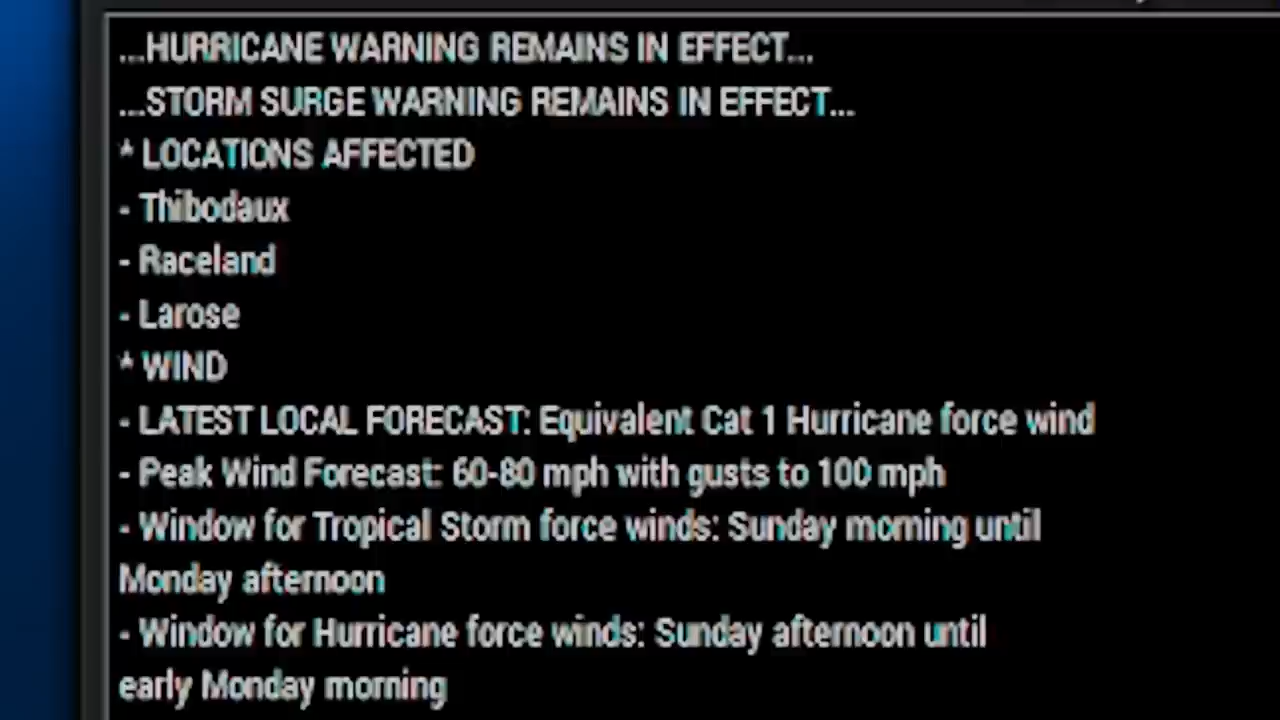 ...HURRICANE WARNING REMAINS IN EFFECT...
...STORM SURGE WARNING REMAINS IN EFFECT...
* LOCATIONS AFFECTED
- Thibodaux
- Raceland
- Larose
* WIND
- LATEST LOCAL FORECAST: Equivalent Cat 1 Hurricane force wind
- Peak Wind Forecast: 60-80 mph with gusts to 100 mph
- Window for Tropical Storm force winds: Sunday morning until
Monday afternoon
- Window for Hurricane force winds: Sunday afternoon until
early Monday morning